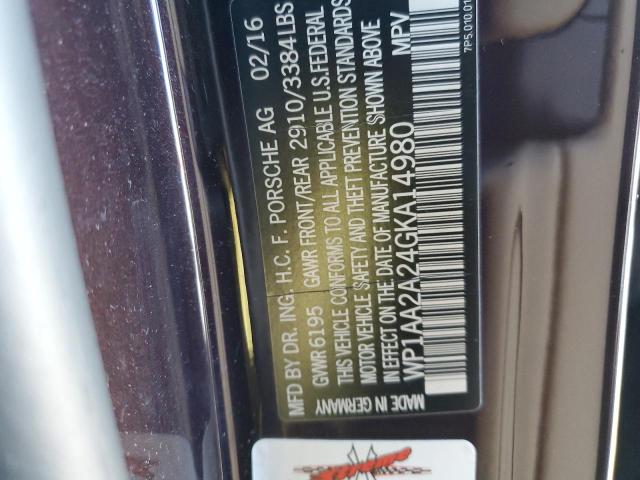 MFD BY DR. ING. H.C. F. PORSCHE AG 02/16
GVWR 6195 GAWR FRONT/REAR 2910/3384LBS
THIS VEHICLE CONFORMS TO ALL APPLICABLE U.S.FEDERAL
MOTOR VEHICLE SAFETY AND THEFT PREVENTION STANDARDS
IN EFFECT ON THE DATE OF MANUFACTURE SHOWN ABOVE
WP1AA2A24GKA14980 MPV
MADE IN GERMANY
7P5.010.01